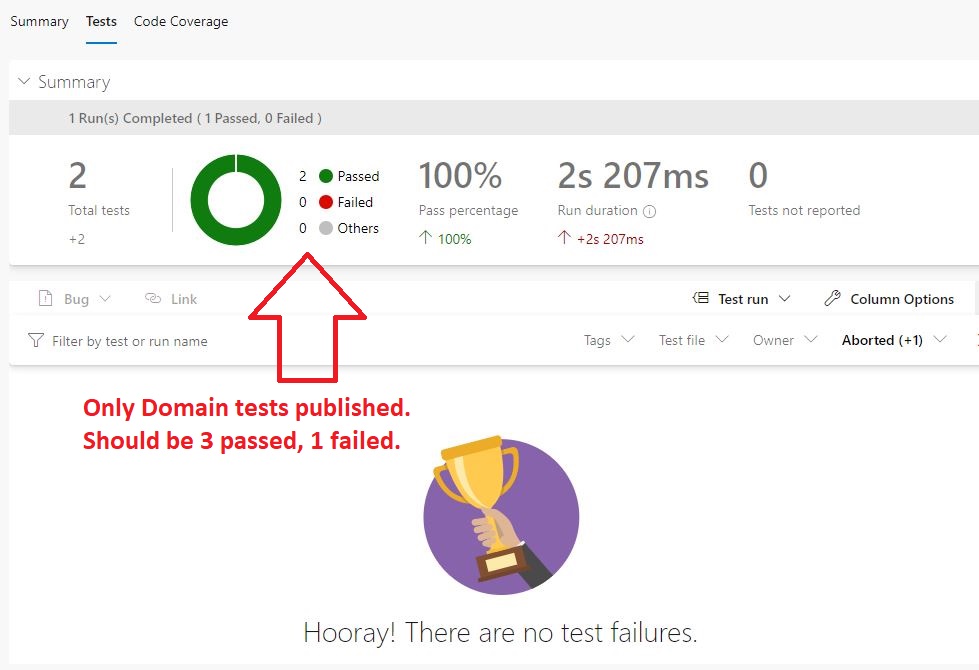 Summary Tests Code Coverage
Summary
1 Run(s) Completed ( 1 Passed, 0 Failed )
2
Total tests
+2
2 Passed
0 Failed
0 Others
100%
Pass percentage
100%
2s 207ms
Run duration
+2s 207ms
0
Tests not reported
Bug Link Test run Column Options
Filter by test or run name Tags Test file Owner Aborted (+1)
Only Domain tests published.
Should be 3 passed, 1 failed.
Hooray! There are no test failures.